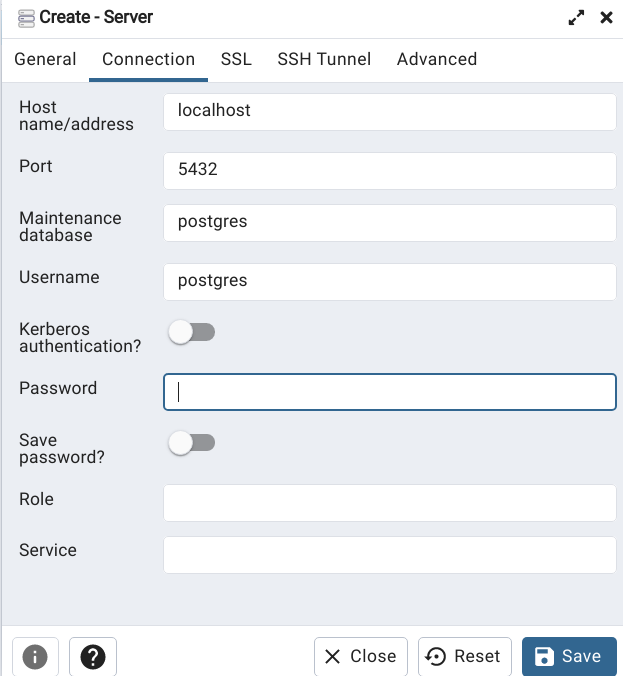 Create - Server
General Connection SSL SSH Tunnel Advanced
Host
name/address
localhost
Port
5432
Maintenance
database
postgres
Username
postgres
Kerberos
authentication?
Password
Save
password?
Role
Service
Close Reset Save